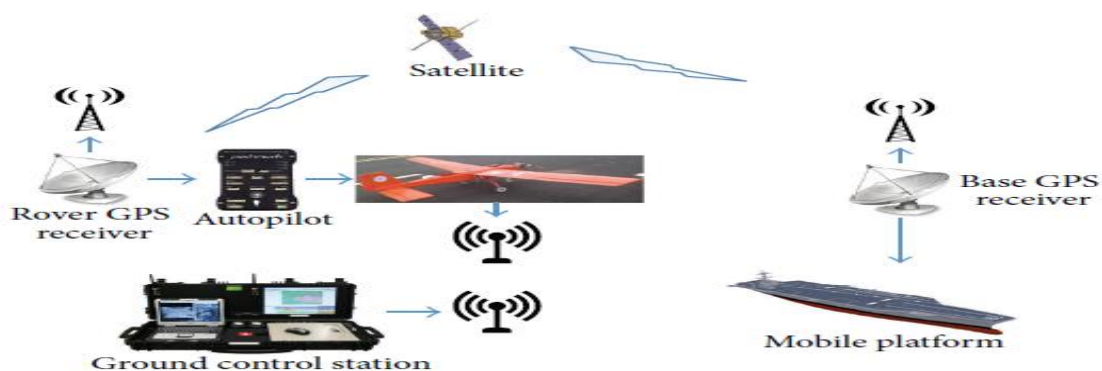 Satellite
Rover GPS
receiver
Autopilot
Base GPS
receiver
Ground control station
Mobile platform